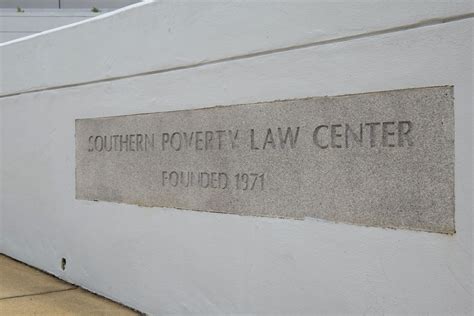 SOUTHERN POVERTY LAW CENTER
FOUNDED 1971